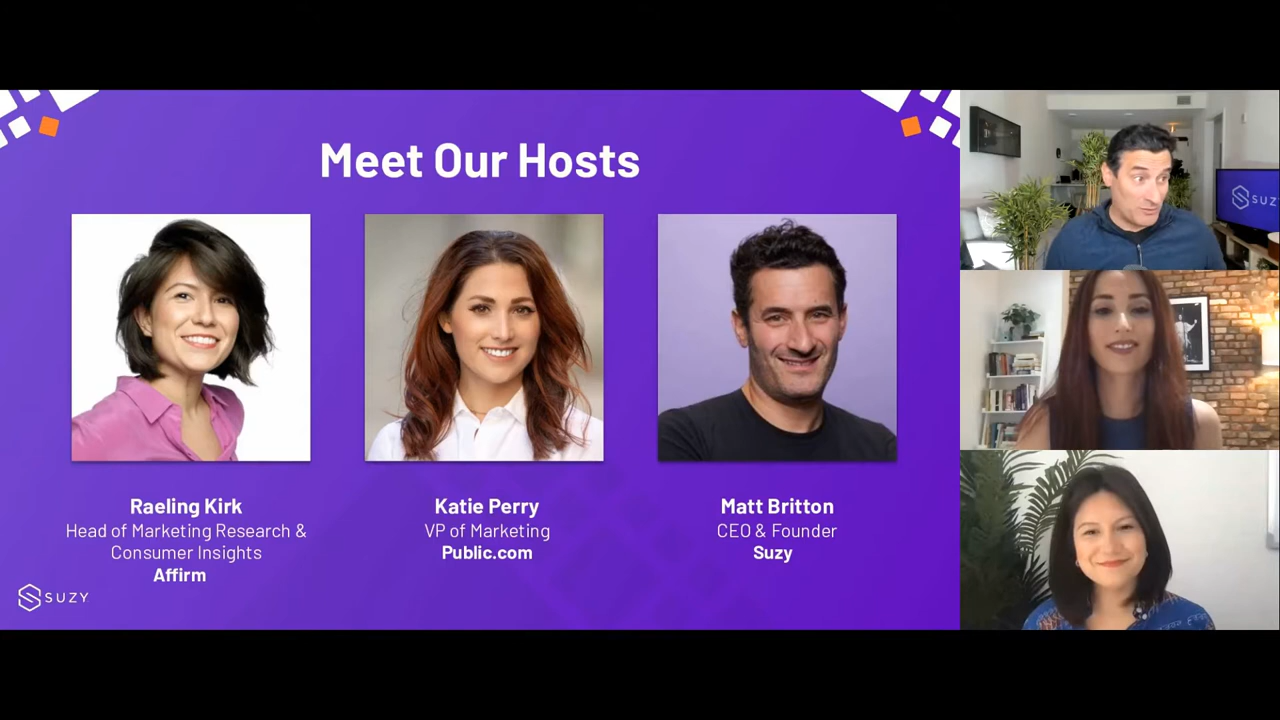 Meet Our Hosts
Raeling Kirk
Head of Marketing Research &
Consumer Insights
Affirm
Katie Perry
VP of Marketing
Public.com
Matt Britton
CEO & Founder
Suzy
SUZY
SUZ